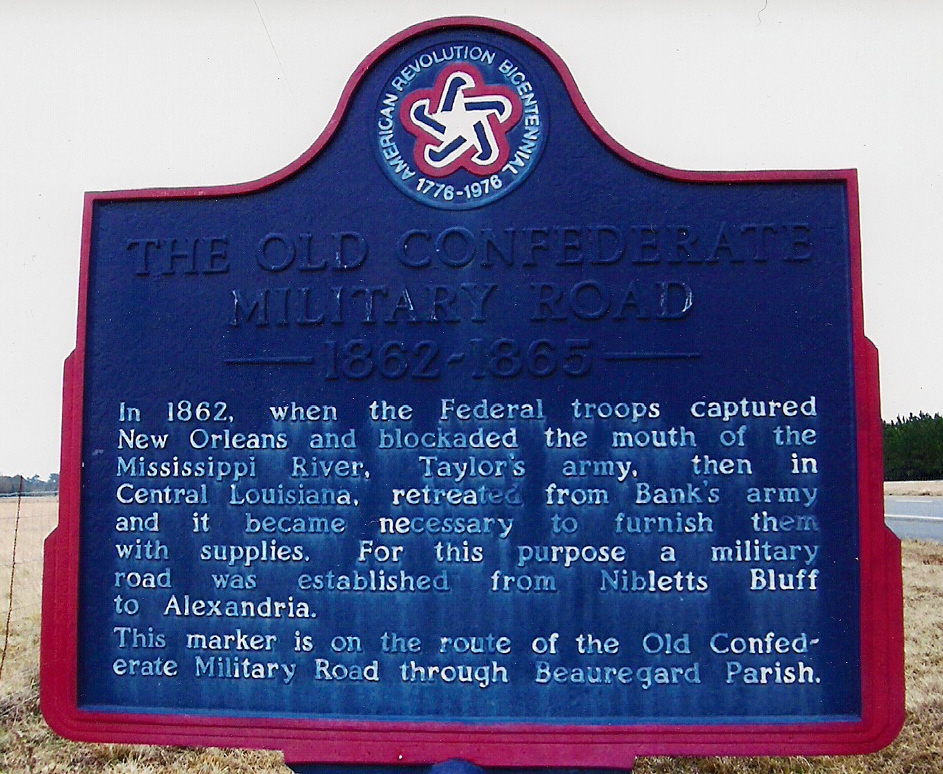 AMERICAN REVOLUTION BICENTENNIAL
1776-1976
THE OLD CONFEDERATE
MILITARY ROAD
1862-1865
In 1862, when the Federal troops captured
New Orleans and blockaded the mouth of the
Mississippi River, Taylor's army, then in
Central Louisiana, retreated from Bank's army
and it became necessary to furnish them
with supplies. For this purpose a military
road was established from Nibletts Bluff
to Alexandria.
This marker is on the route of the Old Confed-
erate Military Road through Beauregard Parish.